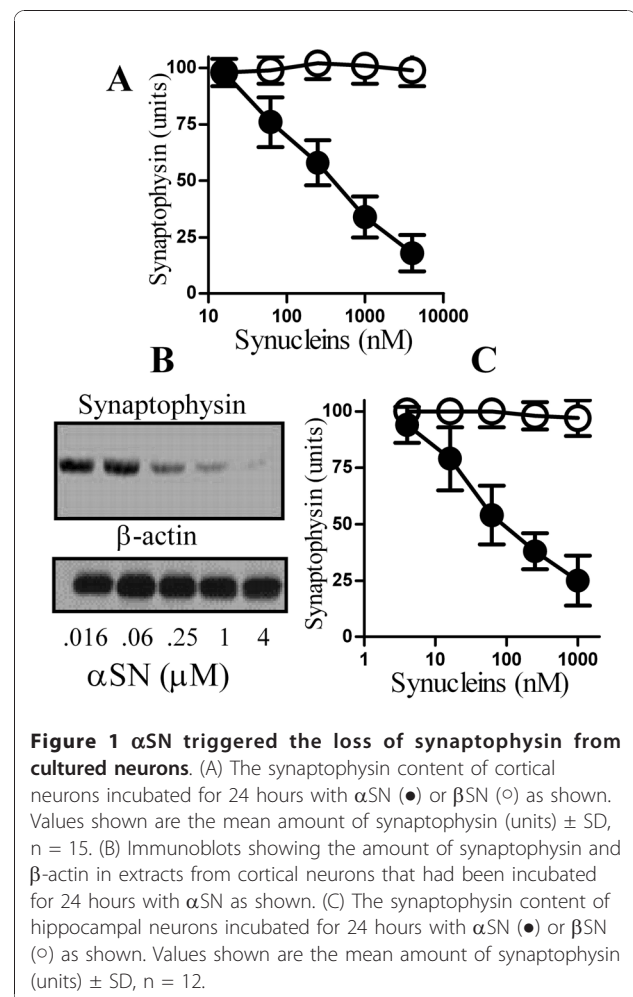 A
Synaptophysin (units)
100
75
50
25
0
10 100 1000 10000
Synucleins (nM)
B
Synaptophysin
β-actin
.016 .06 .25 1 4
αSN (μM)
C
Synaptophysin (units)
100
75
50
25
0
1 10 100 1000
Synucleins (nM)
Figure 1 αSN triggered the loss of synaptophysin from
cultured neurons. (A) The synaptophysin content of cortical
neurons incubated for 24 hours with αSN (●) or βSN (○) as shown.
Values shown are the mean amount of synaptophysin (units) ± SD,
n = 15. (B) Immunoblots showing the amount of synaptophysin and
β-actin in extracts from cortical neurons that had been incubated
for 24 hours with αSN as shown. (C) The synaptophysin content of
hippocampal neurons incubated for 24 hours with αSN (●) or βSN
(○) as shown. Values shown are the mean amount of synaptophysin
(units) ± SD, n = 12.